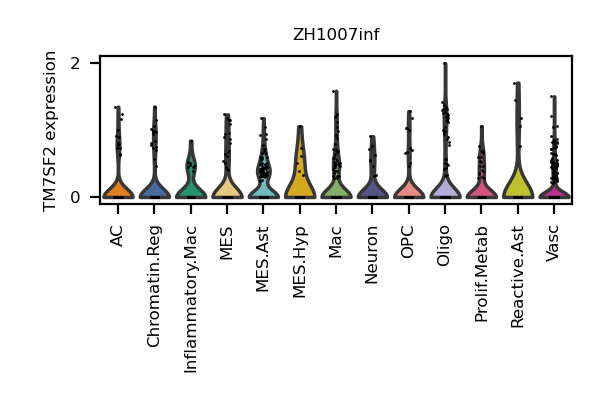 ZH1007inf
TM7SF2 expression
2
0
AC
Chromatin.Reg
Inflammatory.Mac
MES
MES.Ast
MES.Hyp
Mac
Neuron
OPC
Oligo
Prolif.Metab
Reactive.Ast
Vasc